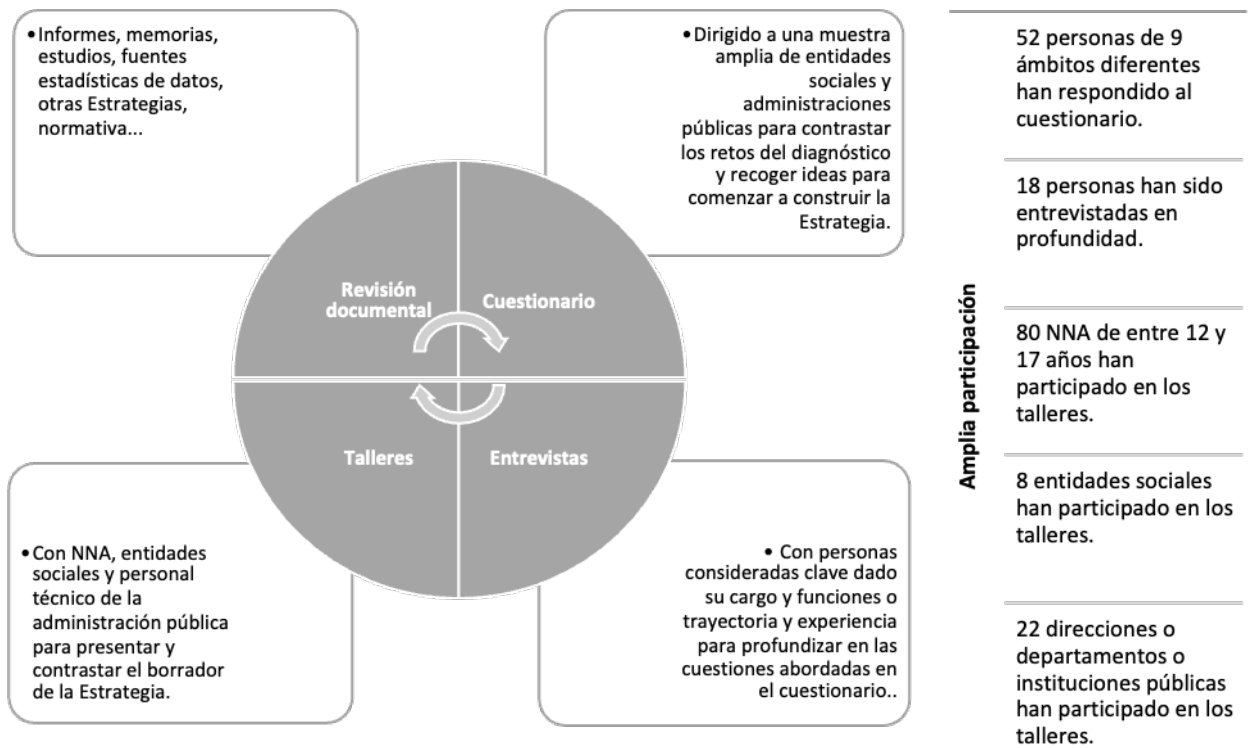 •Informes, memorias,
estudios, fuentes
estadísticas de datos,
otras Estrategias,
normativa...
•Dirigido a una muestra
amplia de entidades
sociales y
administraciones
públicas para contrastar
los retos del diagnóstico
y recoger ideas para
comenzar a construir la
Estrategia.
Revisión
documental
Cuestionario
Talleres
Entrevistas
•Con NNA, entidades
sociales y personal
técnico de la
administración pública
para presentar y
contrastar el borrador
de la Estrategia.
• Con personas
consideradas clave dado
su cargo y funciones o
trayectoria y experiencia
para profundizar en las
cuestiones abordadas en
el cuestionario..
Amplia participación
52 personas de 9
ámbitos diferentes
han respondido al
cuestionario.
18 personas han sido
entrevistadas en
profundidad.
80 NNA de entre 12 y
17 años han
participado en los
talleres.
8 entidades sociales
han participado en los
talleres.
22 direcciones o
departamentos o
instituciones públicas
han participado en los
talleres.